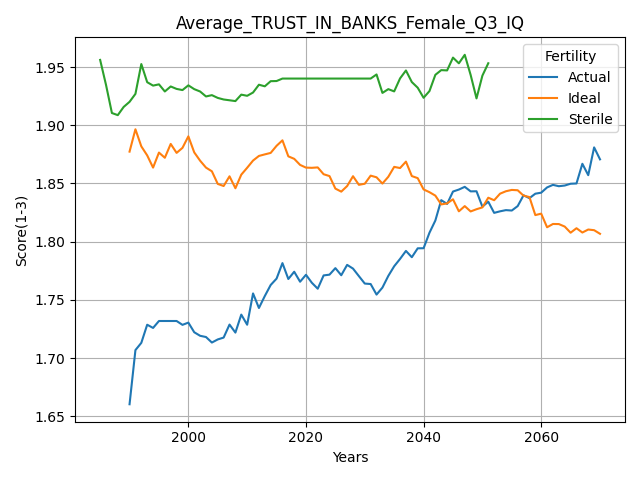 Average_TRUST_IN_BANKS_Female_Q3_IQ
Fertility
Actual
Ideal
Sterile
Score(1-3)
1.95
1.90
1.85
1.80
1.75
1.70
1.65
2000
2020
2040
2060
Years